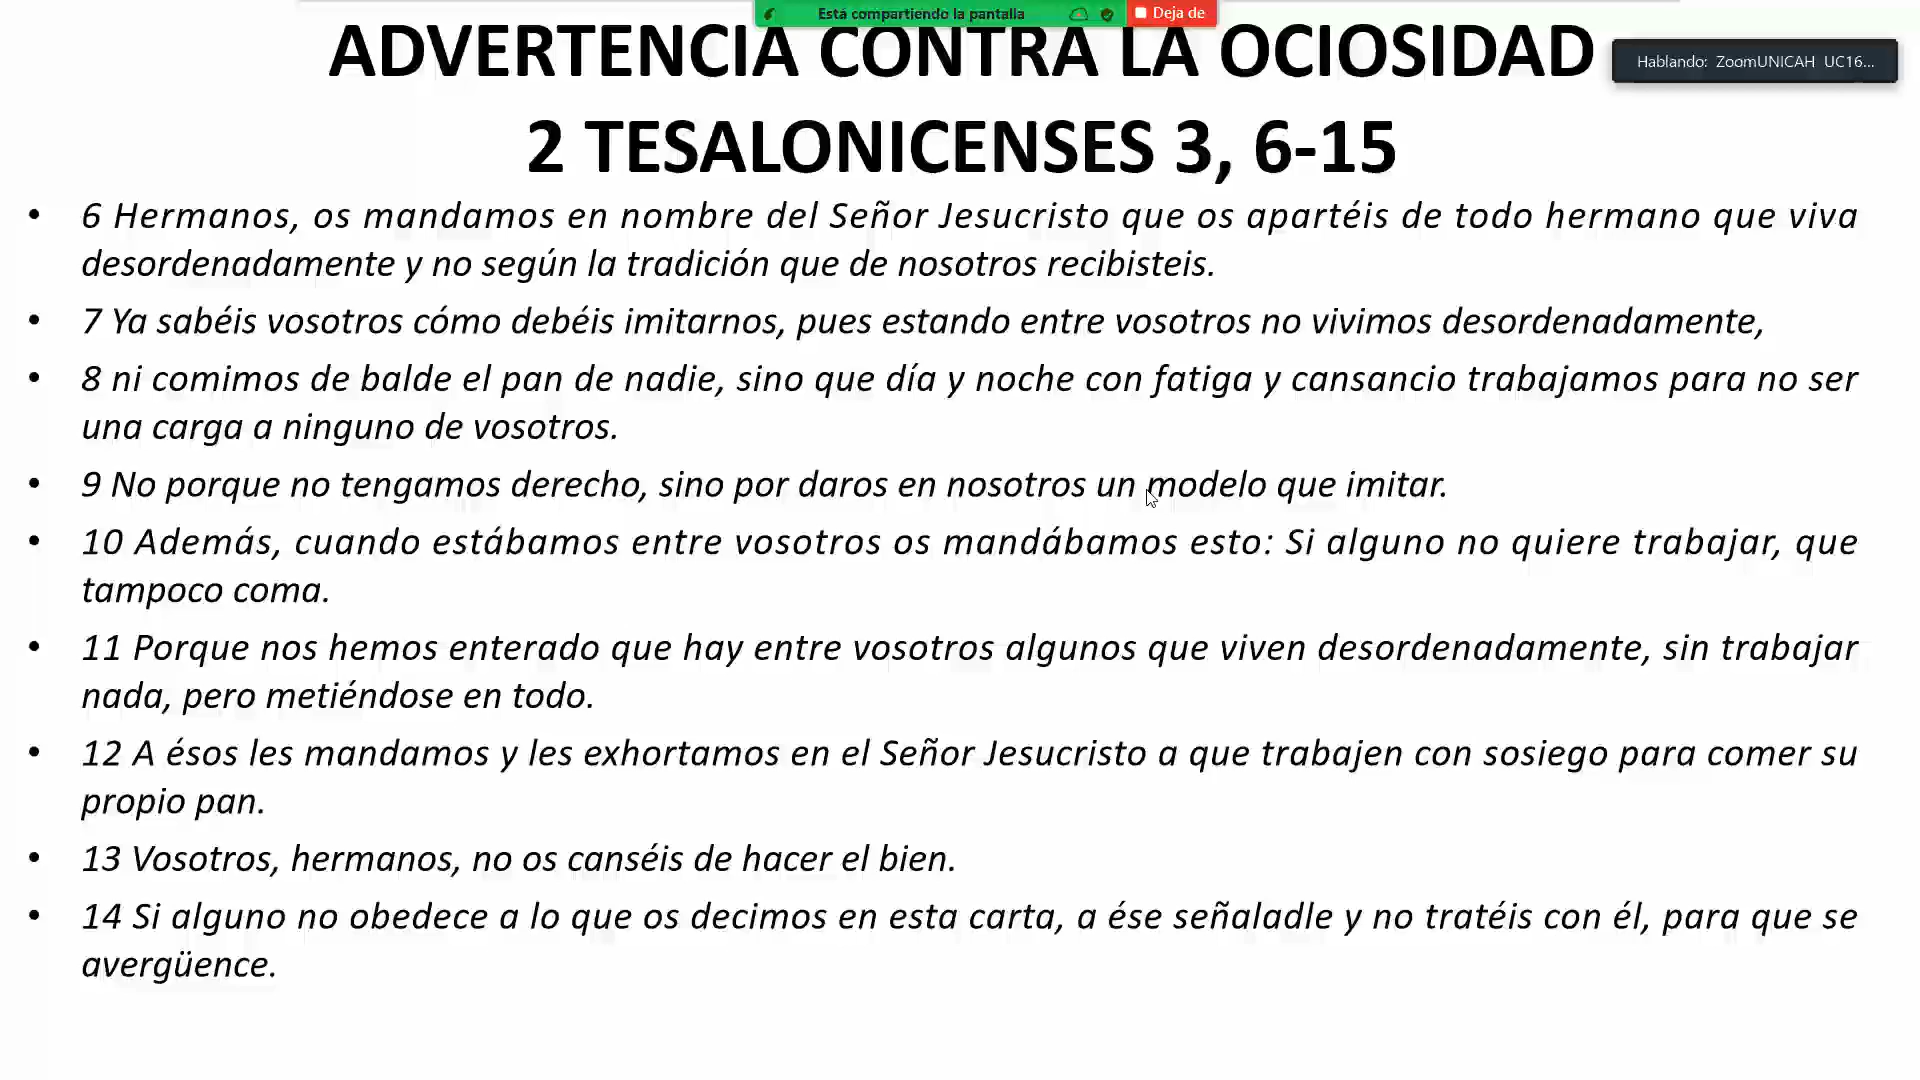 Está compartiendo la pantalla
Deja de
ADVERTENCIA CONTRA LA OCIOSIDAD
Hablando: ZoomUNICAH UC16...
2 TESALONICENSES 3, 6-15
• 6 Hermanos, os mandamos en nombre del Señor Jesucristo que os apartéis de todo hermano que viva
desordenadamente y no según la tradición que de nosotros recibisteis.
• 7 Ya sabéis vosotros cómo debéis imitarnos, pues estando entre vosotros no vivimos desordenadamente,
• 8 ni comimos de balde el pan de nadie, sino que día y noche con fatiga y cansancio trabajamos para no ser
una carga a ninguno de vosotros.
• 9 No porque no tengamos derecho, sino por daros en nosotros un modelo que imitar.
• 10 Además, cuando estábamos entre vosotros os mandábamos esto: Si alguno no quiere trabajar, que
tampoco coma.
• 11 Porque nos hemos enterado que hay entre vosotros algunos que viven desordenadamente, sin trabajar
nada, pero metiéndose en todo.
• 12 A ésos les mandamos y les exhortamos en el Señor Jesucristo a que trabajen con sosiego para comer su
propio pan.
• 13 Vosotros, hermanos, no os canséis de hacer el bien.
• 14 Si alguno no obedece a lo que os decimos en esta carta, a ése señaladle y no tratéis con él, para que se
avergüence.